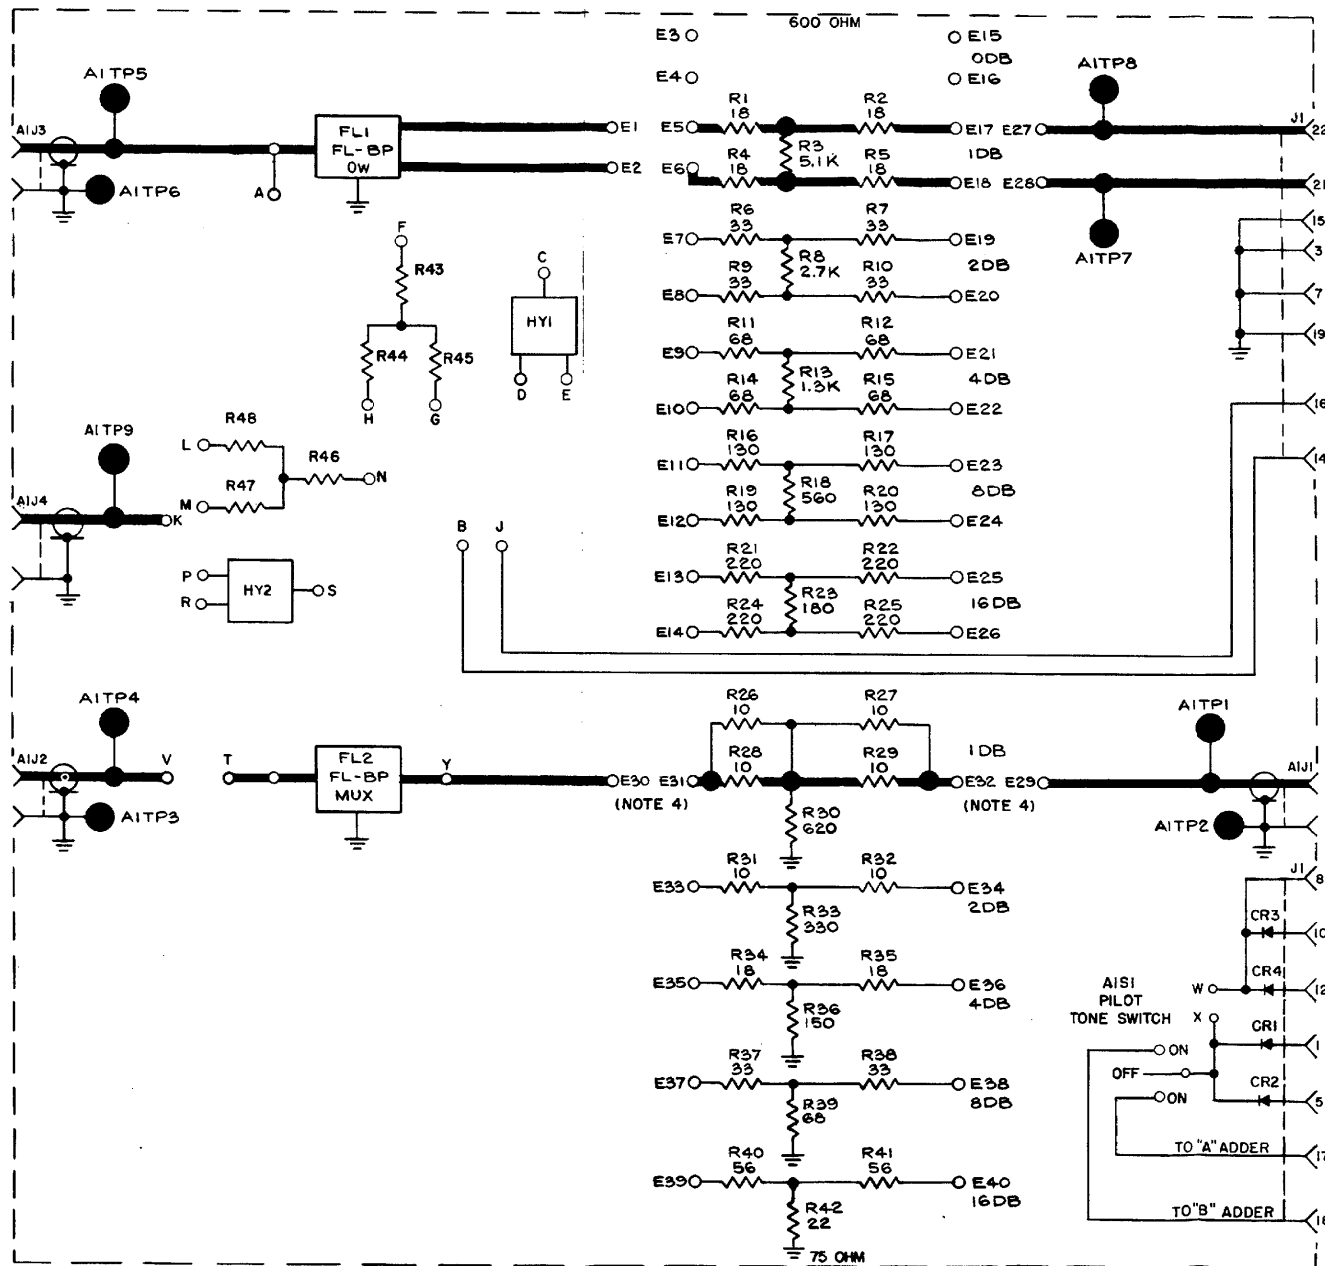 600 OHM
E3
E15
0DB
E4
E16
A1TP5
A1TP8
R1
18
R2
18
A1J3
FL1
FL-BP
OW
E1
E5
R3
5.1K
E17
1DB
E27
J1
22
E2
E6
R4
18
R5
18
E18
E28
21
A1TP6
A
A1TP7
15
3
7
19
16
14
F
R43
R44
R45
H
G
C
HY1
D
E
R6
33
R7
33
E7
R8
2.7K
E19
2DB
R9
33
R10
33
E8
E20
R11
68
R12
68
E9
R13
1.3K
E21
4DB
R14
68
R15
68
E10
E22
R16
130
R17
130
E11
R18
560
E23
8DB
R19
130
R20
130
E12
E24
R21
220
R22
220
E13
R23
180
E25
16DB
R24
220
R25
220
E14
E26
A1TP9
A1J4
K
R48
L
R46
N
R47
M
P
R
HY2
S
B
J
A1TP4
A1J2
V
T
FL2
FL-BP
MUX
Y
A1TP3
E30
(NOTE 4)
E31
R26
10
R27
10
R28
10
R29
10
1DB
E32
(NOTE 4)
E29
R30
620
A1TP1
A1J1
A1TP2
R31
10
R32
10
E33
R33
330
E34
2DB
R34
18
R35
18
E35
R36
150
E36
4DB
R37
33
R38
33
E37
R39
68
E38
8DB
R40
56
R41
56
E39
R42
22
E40
16DB
75 OHM
J1
8
CR3
10
CR4
12
W
A1S1
PILOT
TONE SWITCH
X
CR1
1
ON
OFF
CR2
5
ON
TO "A" ADDER
17
TO "B" ADDER
18